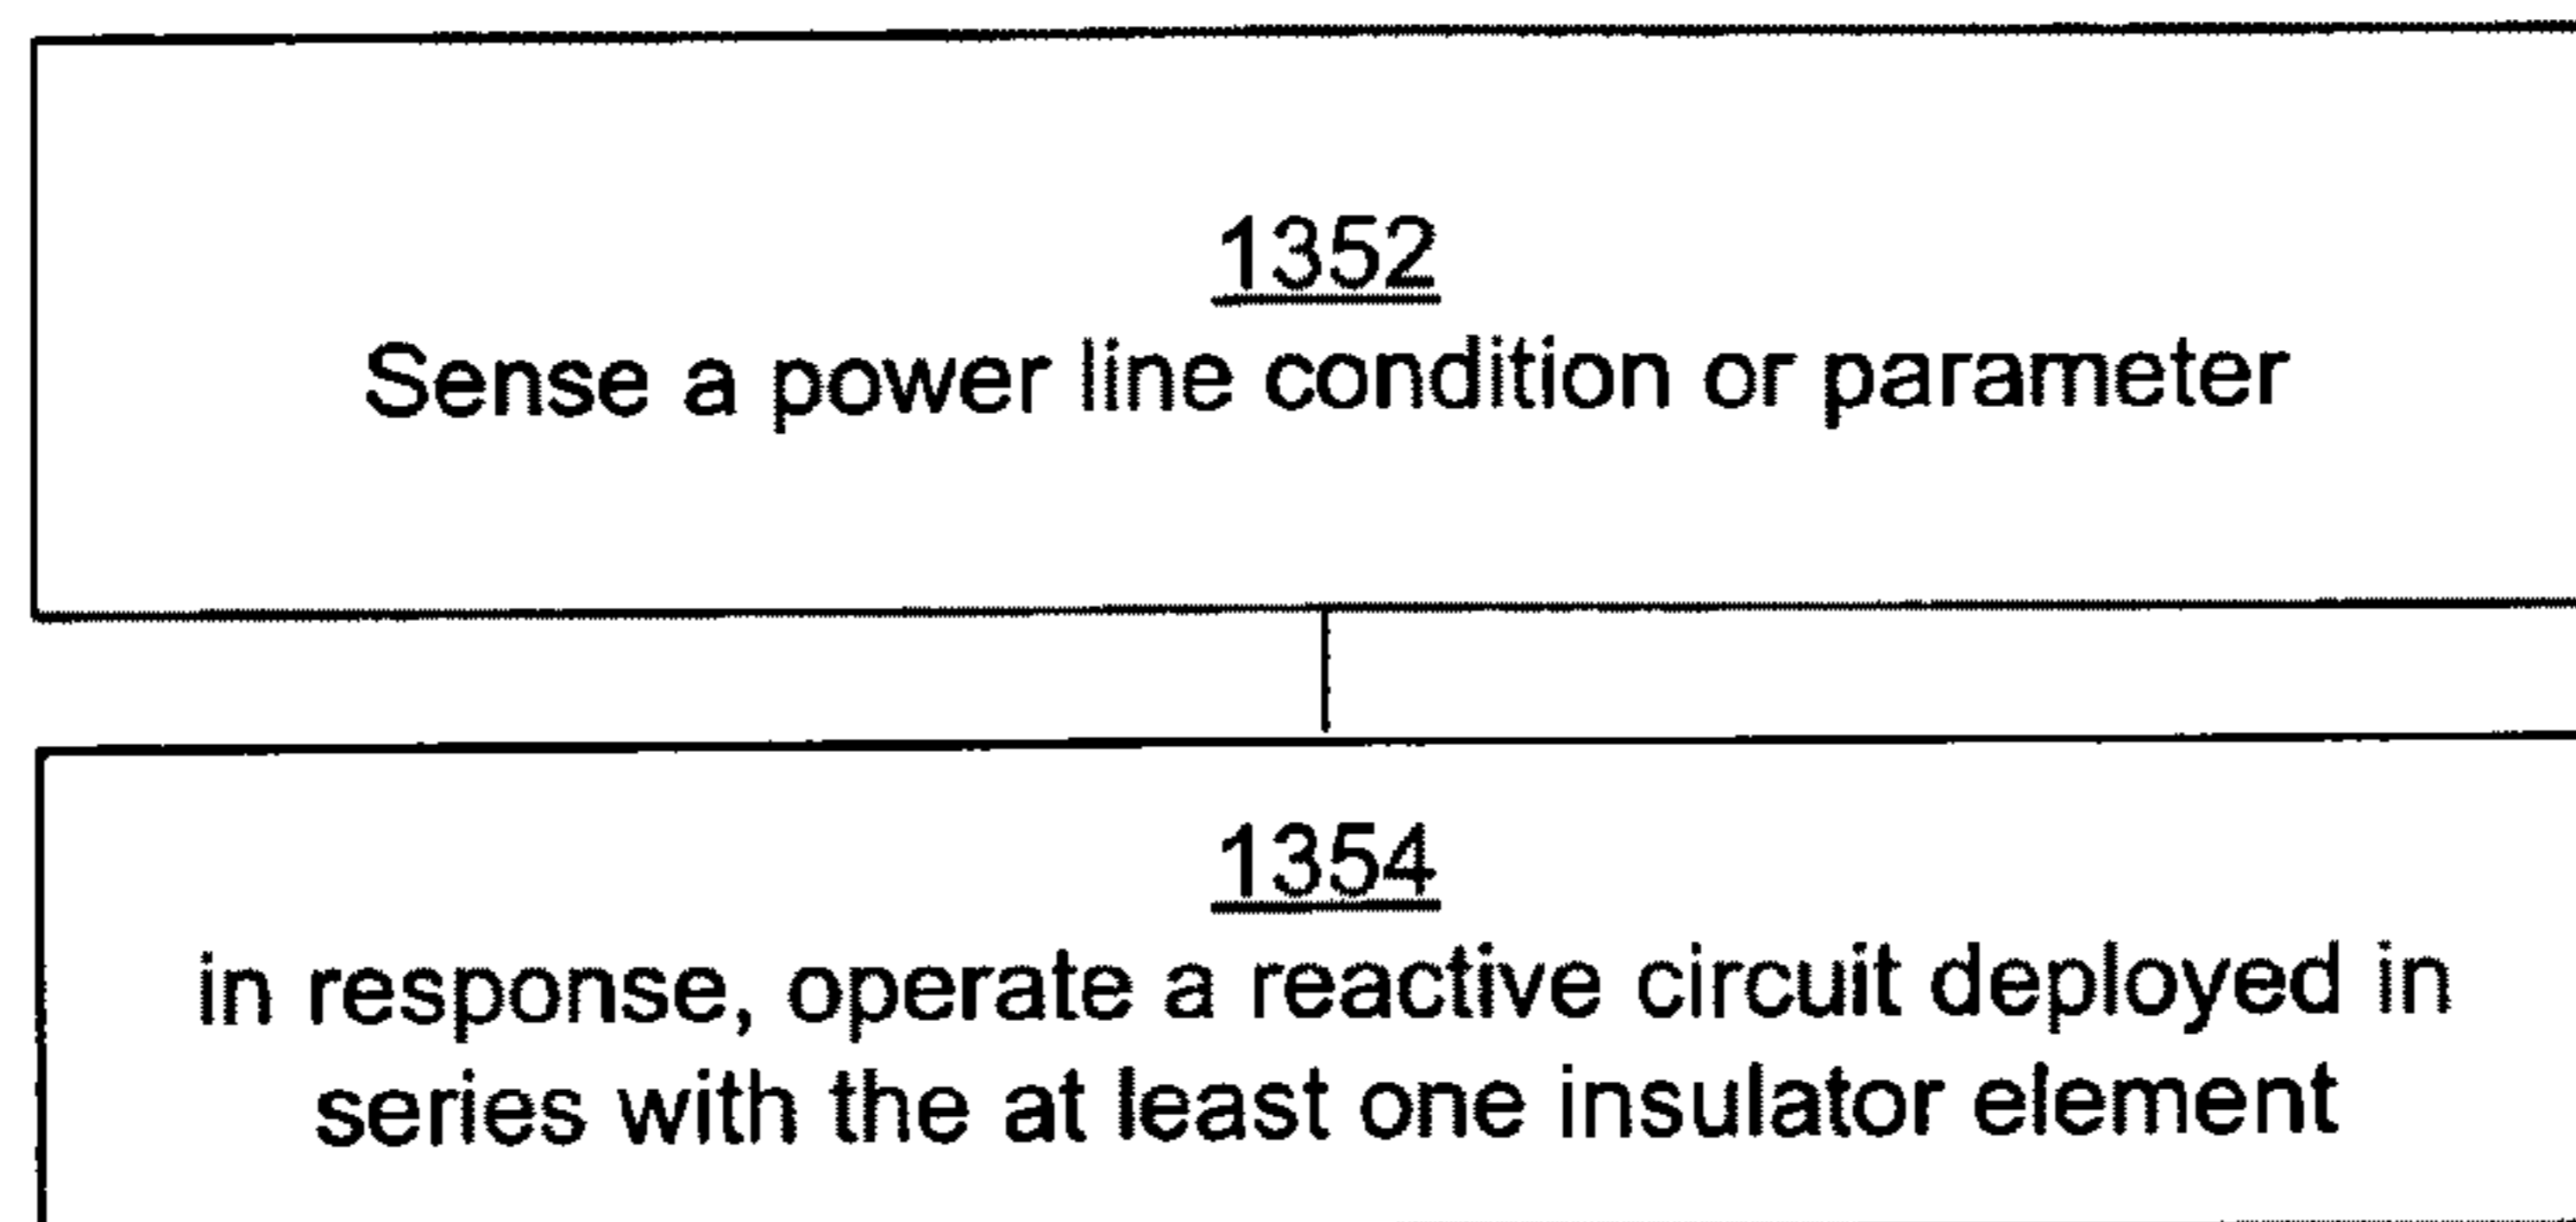 1352
Sense a power line condition or parameter
1354
in response, operate a reactive circuit deployed in
series with the at least one insulator element